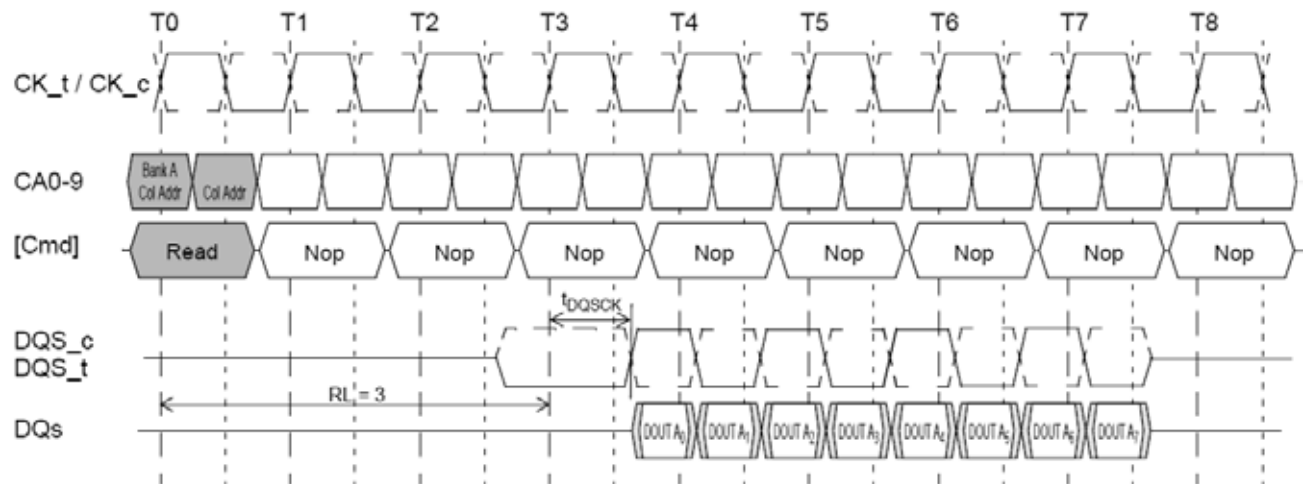 T0 T1 T2 T3 T4 T5 T6 T7 T8
CK_t / CK_c
CA0-9
Bank A
Col Addr Col Addr
[Cmd] Read Nop Nop Nop Nop Nop Nop Nop Nop
tDQSCK
DQS_c
DQS_t
RL = 3
DQs DOUT A0 DOUT A1 DOUT A2 DOUT A3 DOUT A4 DOUT A5 DOUT A6 DOUT A7